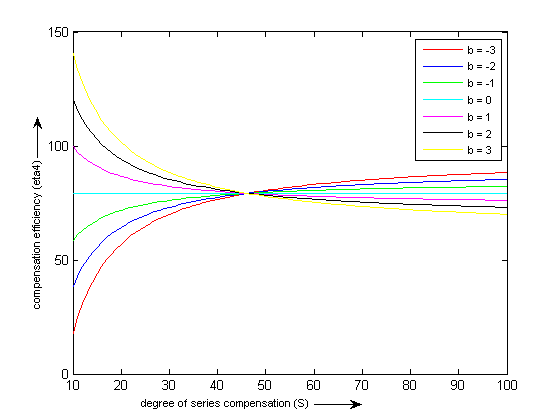 150
100
50
0
compensation efficiency (eta4)
b = -3
b = -2
b = -1
b = 0
b = 1
b = 2
b = 3
10 20 30 40 50 60 70 80 90 100
degree of series compensation (S)